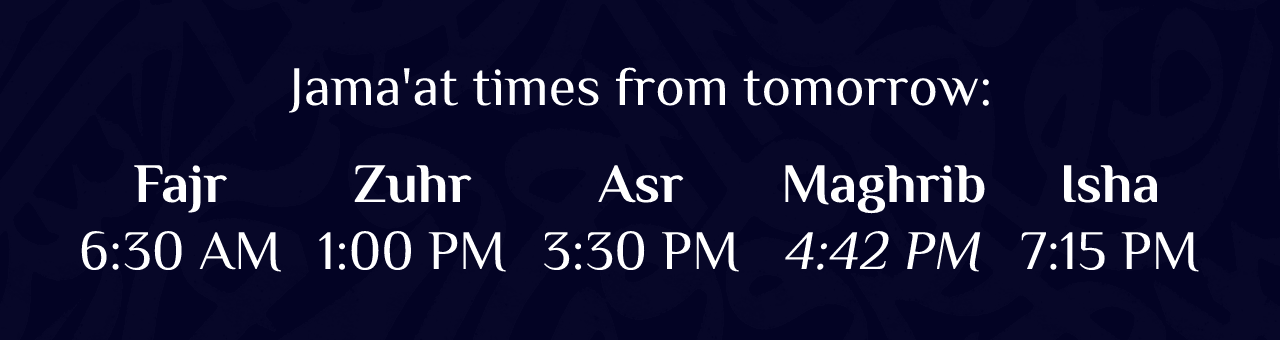 Jama'at times from tomorrow:
Fajr Zuhr Asr Maghrib Isha
6:30 AM 1:00 PM 3:30 PM 4:42 PM 7:15 PM